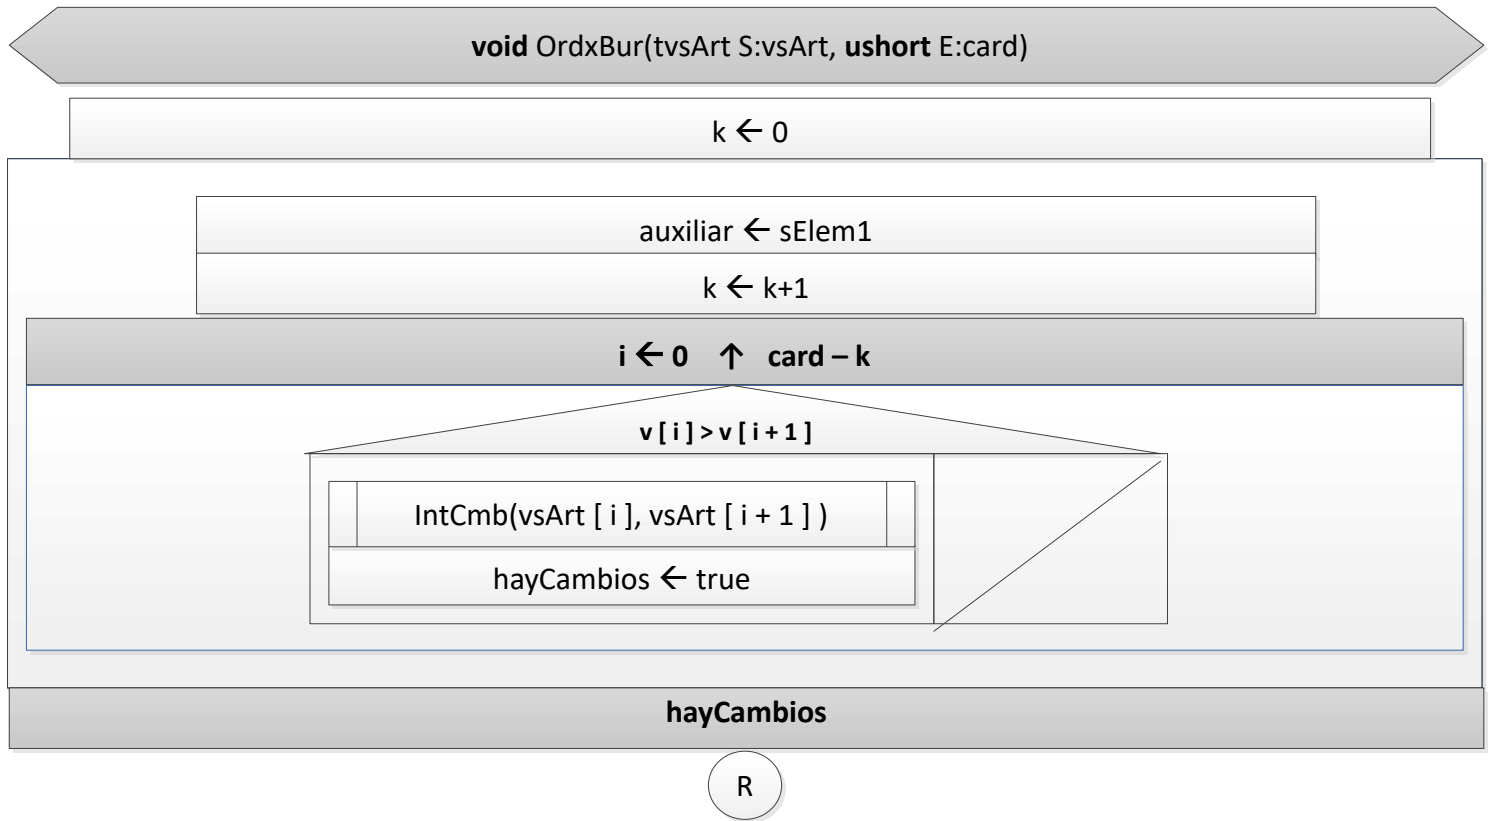 void OrdxBur(tvsArt S:vsArt, ushort E:card)
k ← 0
auxiliar ← sElem1
k ← k+1
i ← 0 ↑ card – k
v [ i ] > v [ i + 1 ]
IntCmb(vsArt [ i ], vsArt [ i + 1 ] )
hayCambios ← true
hayCambios
R